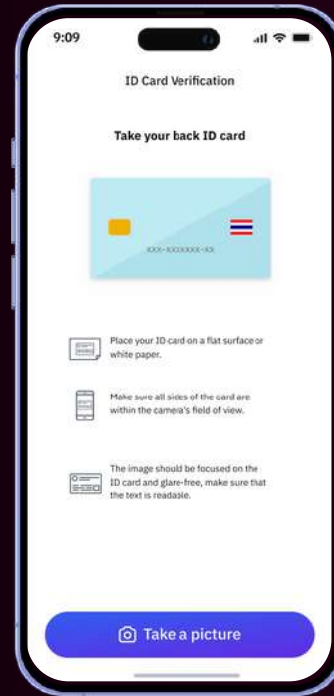 9:09
ID Card Verification
Take your back ID card
XXX-XXXXXXX-XX
Place your ID card on a flat surface or
white paper.
Make sure all sides of the card are
within the camera's field of view.
The image should be focused on the
ID card and glare-free, make sure that
the text is readable.
Take a picture